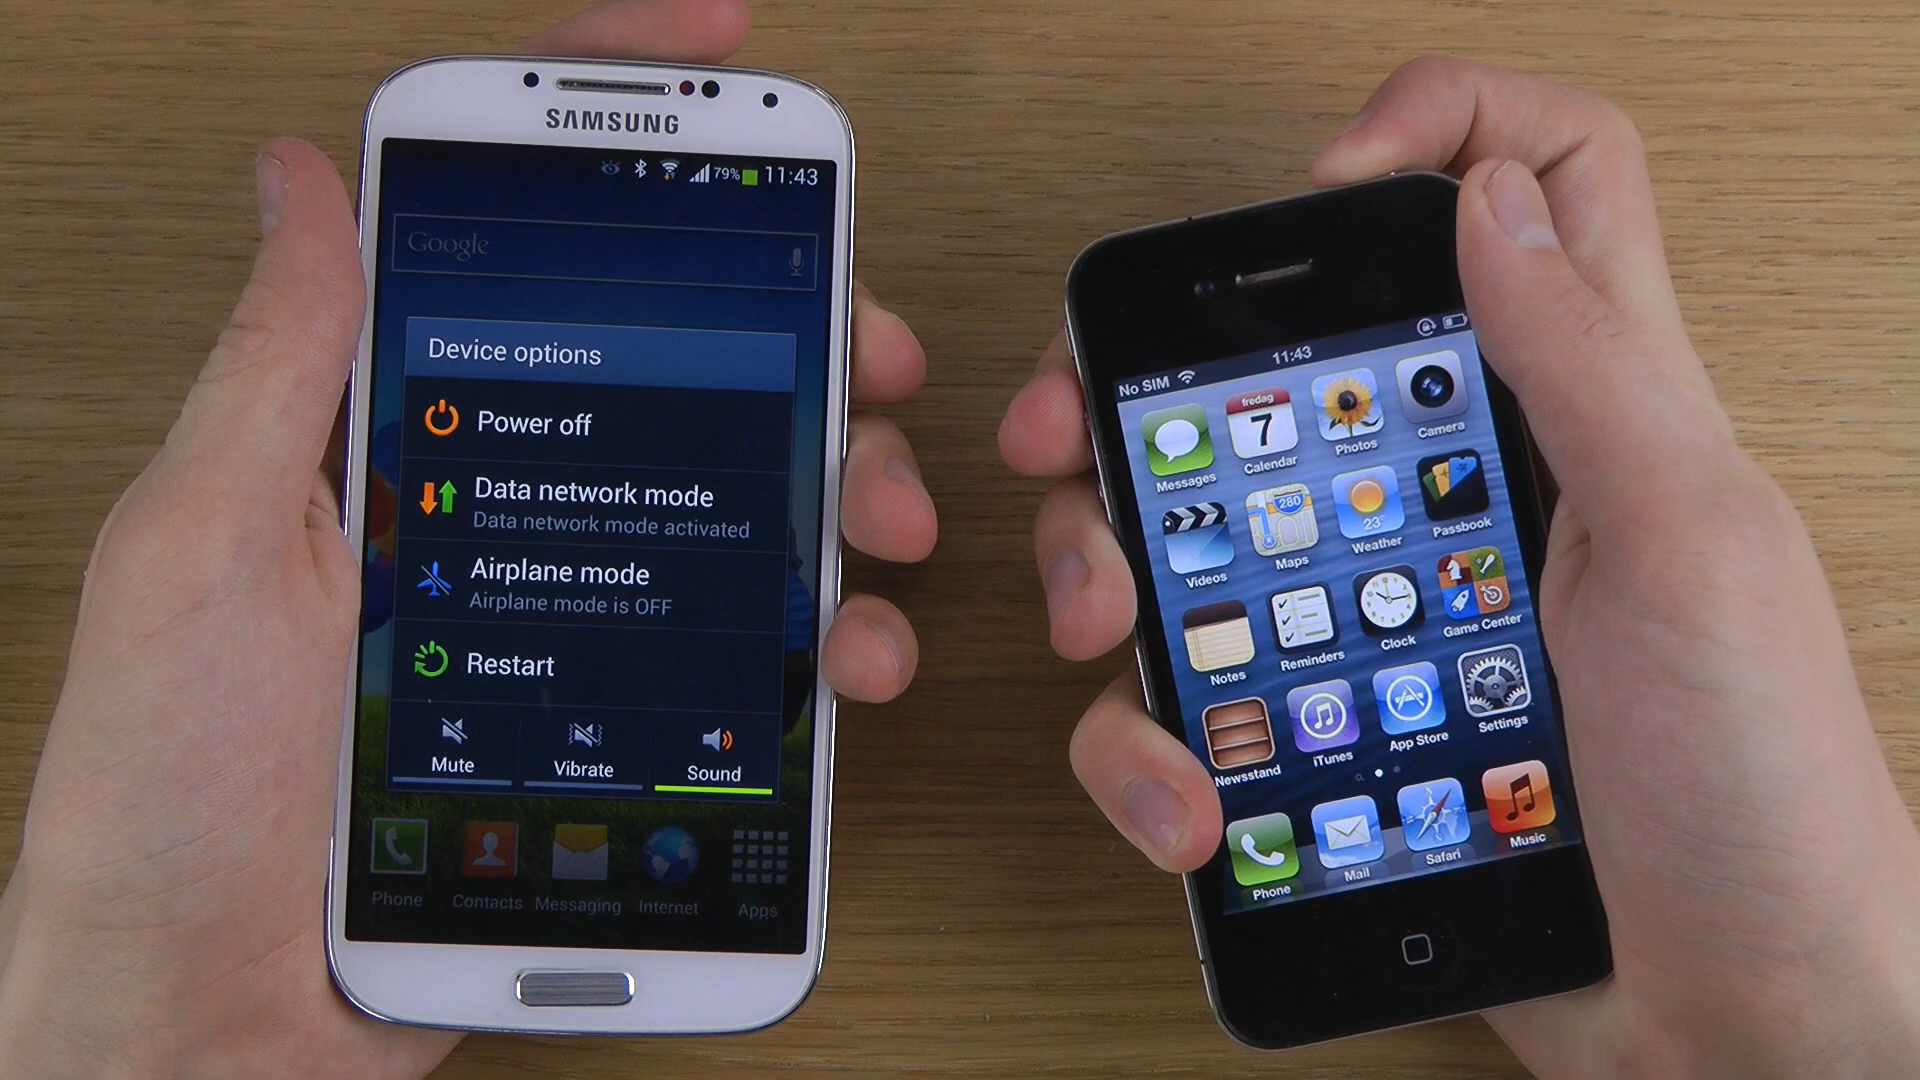 SAMSUNG
79% 11:43
Google
Device options
Power off
Data network mode
Data network mode activated
Airplane mode
Airplane mode is OFF
Restart
Mute Vibrate Sound
Phone Contacts Messaging Internet Apps
No SIM 11:43
fredag
7
280
23°
Messages Calendar Photos Camera
Videos Maps Weather Passbook
Notes Reminders Clock Game Center
Newsstand iTunes App Store Settings
Phone Mail Safari Music